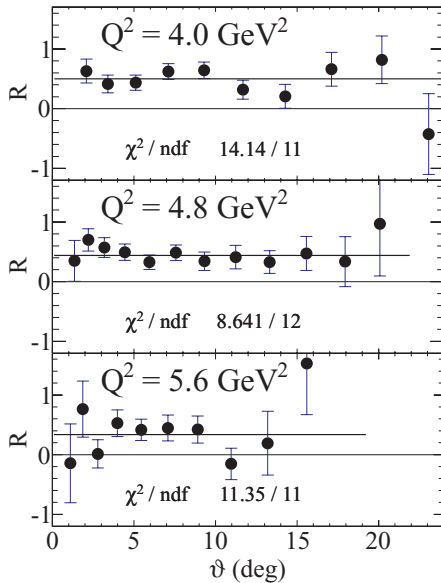 Q² = 4.0 GeV²
1
R
0
χ² / ndf 14.14 / 11
-1
Q² = 4.8 GeV²
1
R
0
χ² / ndf 8.641 / 12
-1
Q² = 5.6 GeV²
1
R
0
χ² / ndf 11.35 / 11
-1
0 5 10 15 20
ϑ (deg)